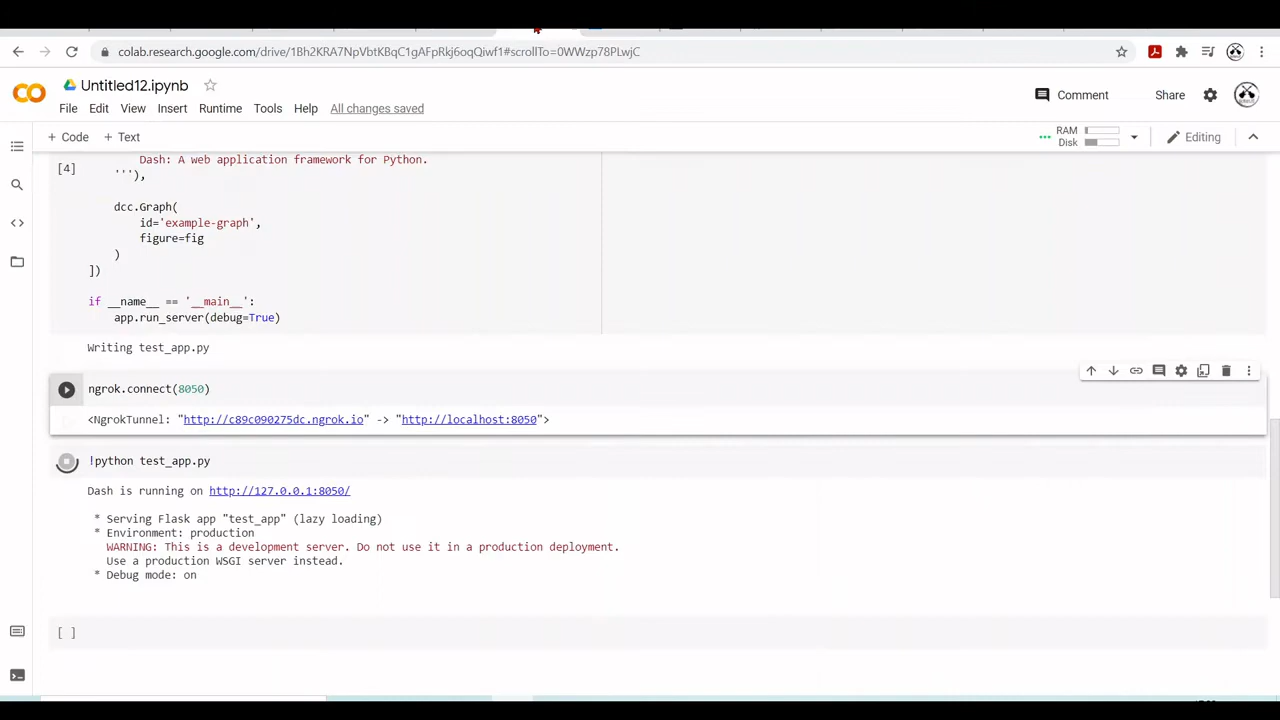 colab.research.google.com/drive/1Bh2KRA7NpVbtKBqC1gAFpRkj6oqQiwf1#scrollTo=0WWzp78PLwjC
Untitled12.ipynb
File Edit View Insert Runtime Tools Help All changes saved
Comment Share
+ Code + Text
RAM
Disk
Editing
Dash: A web application framework for Python.
[4]
'''),
dcc.Graph(
id='example-graph',
figure=fig
)
])
if __name__ == '__main__':
app.run_server(debug=True)
Writing test_app.py
ngrok.connect(8050)
<NgrokTunnel: "http://c89c090275dc.ngrok.io" -> "http://localhost:8050">
!python test_app.py
Dash is running on http://127.0.0.1:8050/
* Serving Flask app "test_app" (lazy loading)
* Environment: production
WARNING: This is a development server. Do not use it in a production deployment.
Use a production WSGI server instead.
* Debug mode: on
[ ]